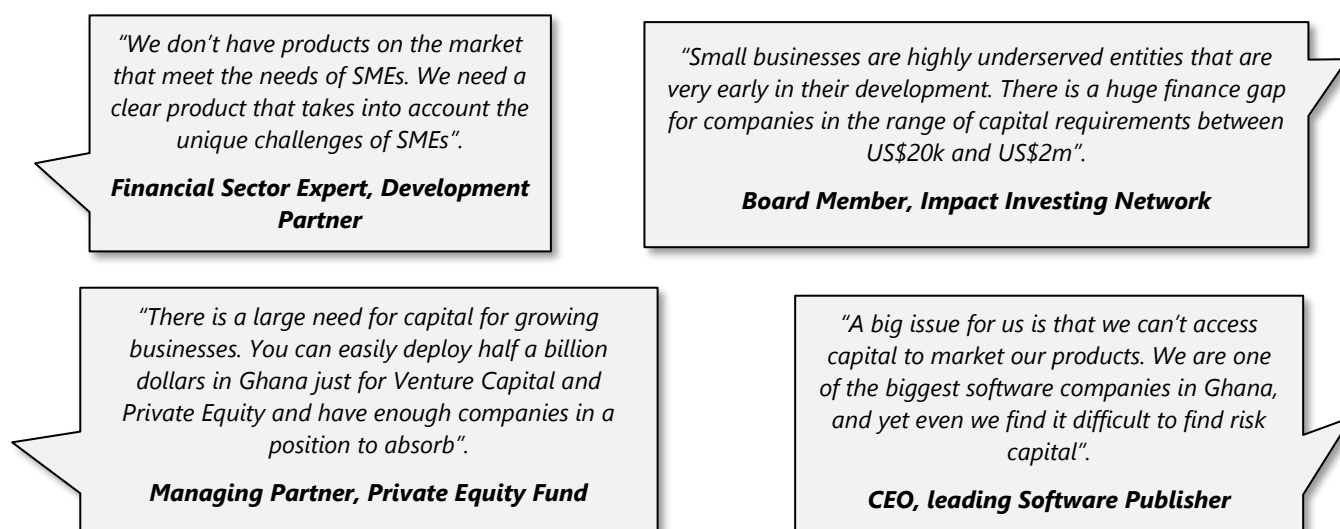 “We don’t have products on the market
that meet the needs of SMEs. We need a
clear product that takes into account the
unique challenges of SMEs”.
Financial Sector Expert, Development
Partner
“Small businesses are highly underserved entities that are
very early in their development. There is a huge finance gap
for companies in the range of capital requirements between
US$20k and US$2m”.
Board Member, Impact Investing Network
“There is a large need for capital for growing
businesses. You can easily deploy half a billion
dollars in Ghana just for Venture Capital and
Private Equity and have enough companies in a
position to absorb”.
Managing Partner, Private Equity Fund
“A big issue for us is that we can’t access
capital to market our products. We are one
of the biggest software companies in Ghana,
and yet even we find it difficult to find risk
capital”.
CEO, leading Software Publisher